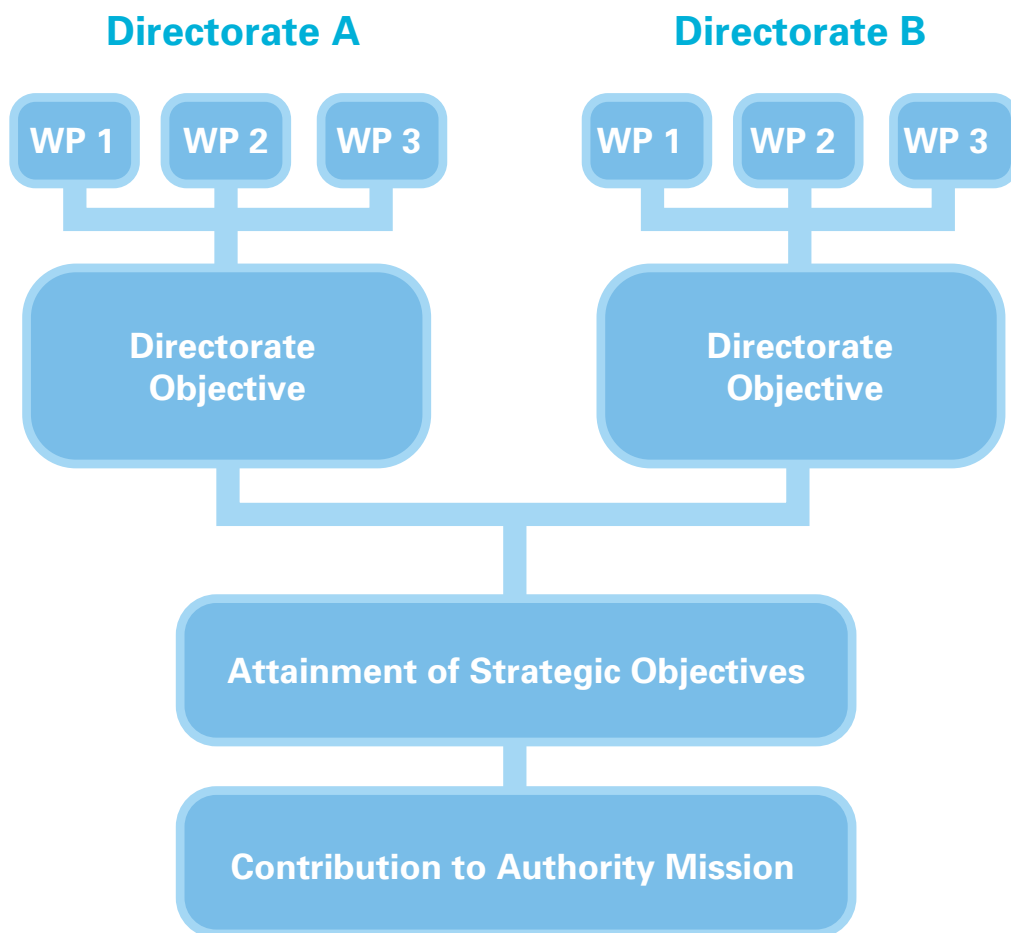 Directorate A
Directorate B
WP 1
WP 2
WP 3
WP 1
WP 2
WP 3
Directorate
Objective
Directorate
Objective
Attainment of Strategic Objectives
Contribution to Authority Mission